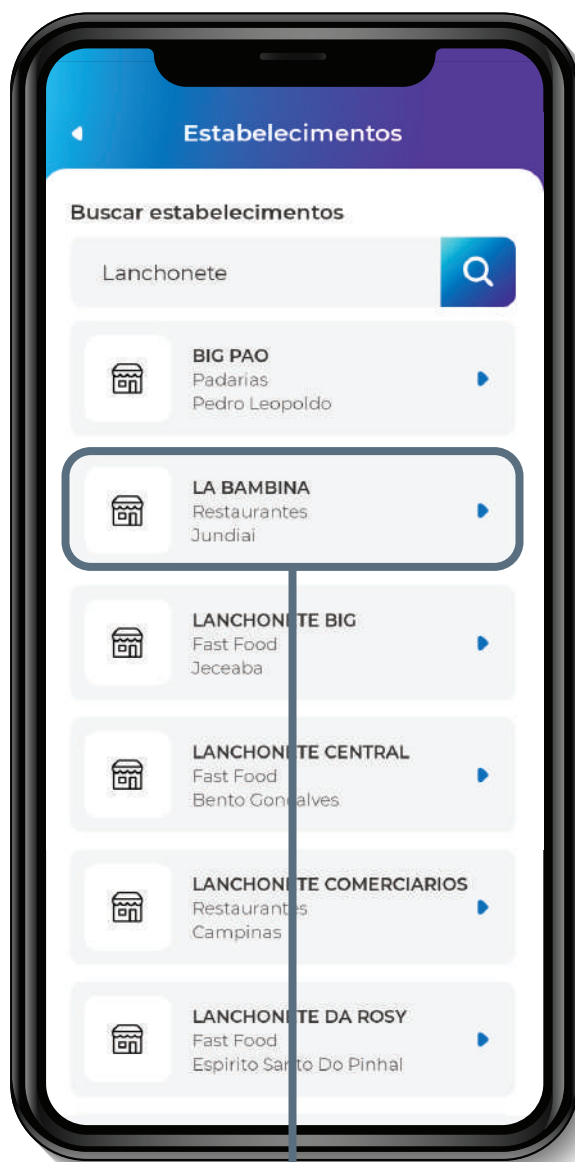 Estabelecimentos
Buscar estabelecimentos
Lanchonete
BIG PAO
Padarias
Pedro Leopoldo
LA BAMBINA
Restaurantes
Jundiai
LANCHONETE BIG
Fast Food
Jeceaba
LANCHONETE CENTRAL
Fast Food
Bento Goncalves
LANCHONETE COMERCIARIOS
Restaurantes
Campinas
LANCHONETE DA ROSY
Fast Food
Espirito Santo Do Pinhal